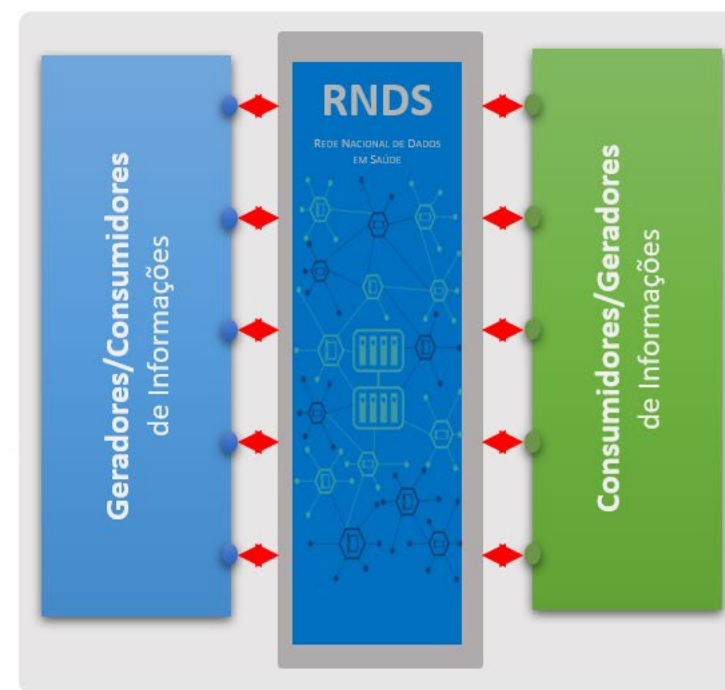 Geradores/Consumidores
de Informações
RNDS
REDE NACIONAL DE DADOS
EM SAÚDE
Consumidores/Geradores
de Informações